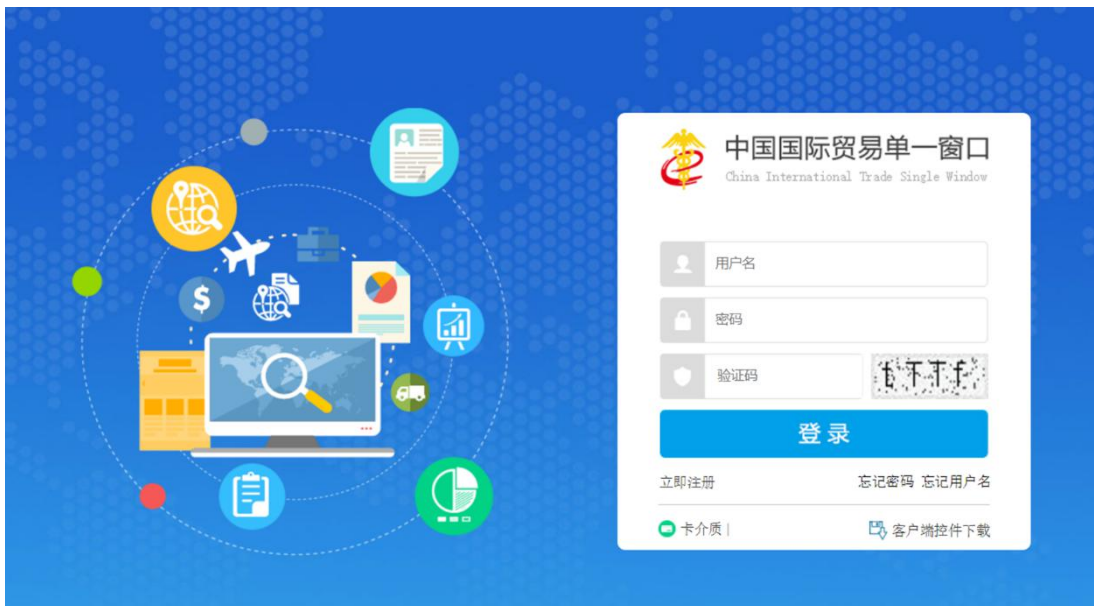 中国国际贸易单一窗口
China International Trade Single Window
用户名
密码
验证码
登录
立即注册 忘记密码 忘记用户名
卡介质 | 客户端控件下载